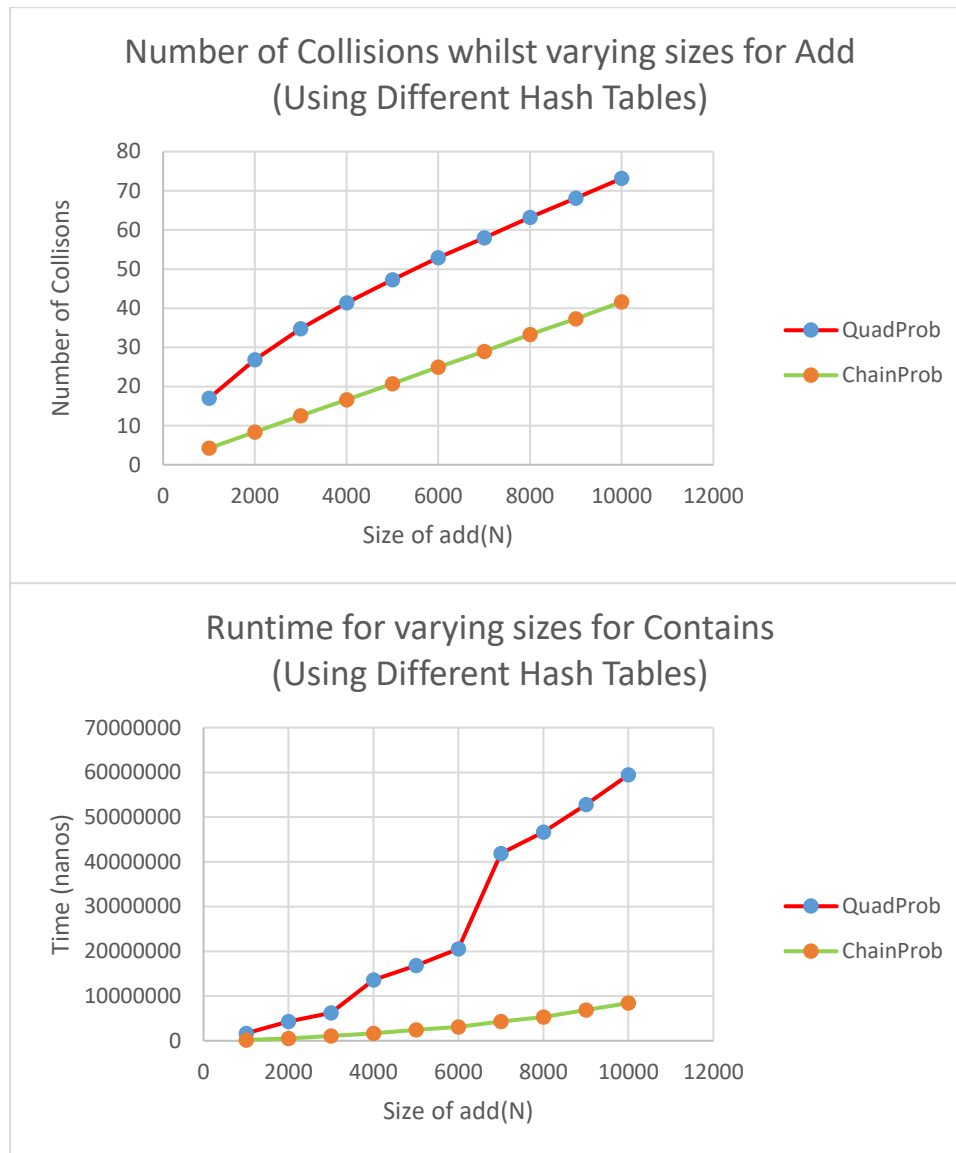 Number of Collisions whilst varying sizes for Add
(Using Different Hash Tables)
80
70
60
50
40
30
20
10
0
Number of Collisons
0 2000 4000 6000 8000 10000 12000
Size of add(N)
QuadProb
ChainProb
Runtime for varying sizes for Contains
(Using Different Hash Tables)
70000000
60000000
50000000
40000000
30000000
20000000
10000000
0
Time (nanos)
0 2000 4000 6000 8000 10000 12000
Size of add(N)
QuadProb
ChainProb